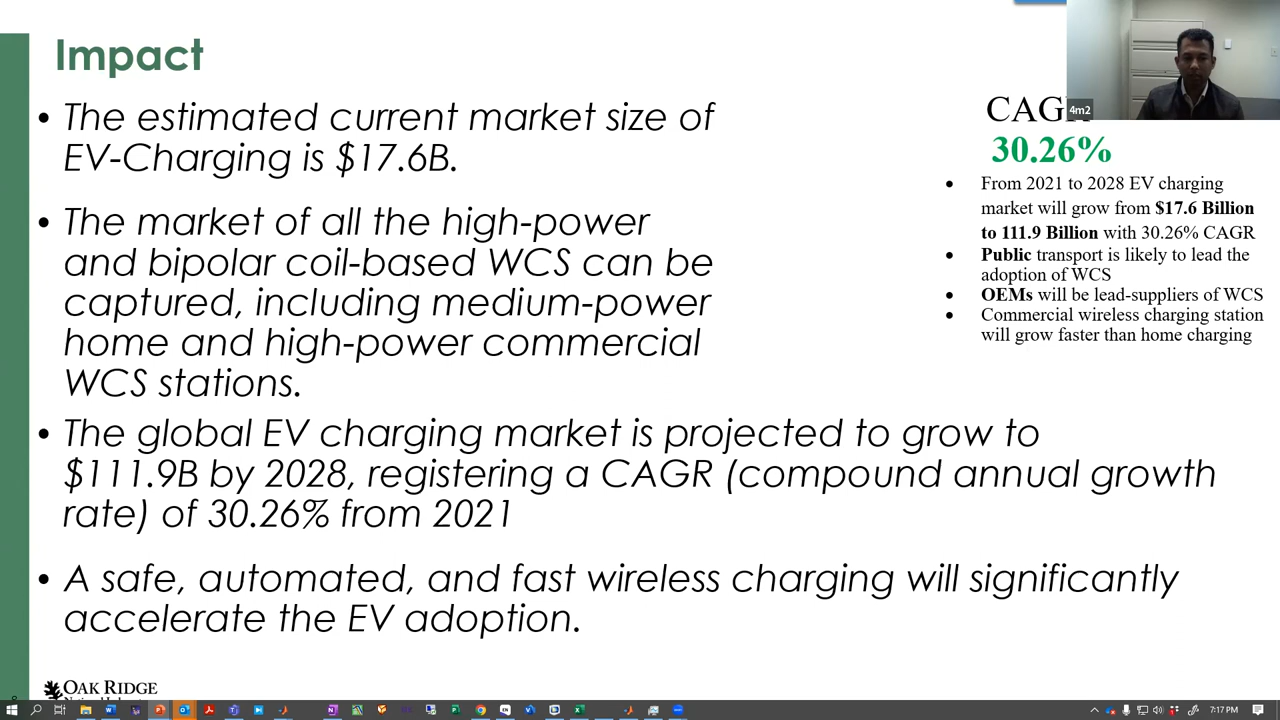 Impact
• The estimated current market size of
EV-Charging is $17.6B.
• The market of all the high-power
and bipolar coil-based WCS can be
captured, including medium-power
home and high-power commercial
WCS stations.
• The global EV charging market is projected to grow to
$111.9B by 2028, registering a CAGR (compound annual growth
rate) of 30.26% from 2021
• A safe, automated, and fast wireless charging will significantly
accelerate the EV adoption.
CAGR
30.26%
• From 2021 to 2028 EV charging
market will grow from $17.6 Billion
to 111.9 Billion with 30.26% CAGR
• Public transport is likely to lead the
adoption of WCS
• OEMs will be lead-suppliers of WCS
• Commercial wireless charging station
will grow faster than home charging
4m2
OAK RIDGE
7:17 PM